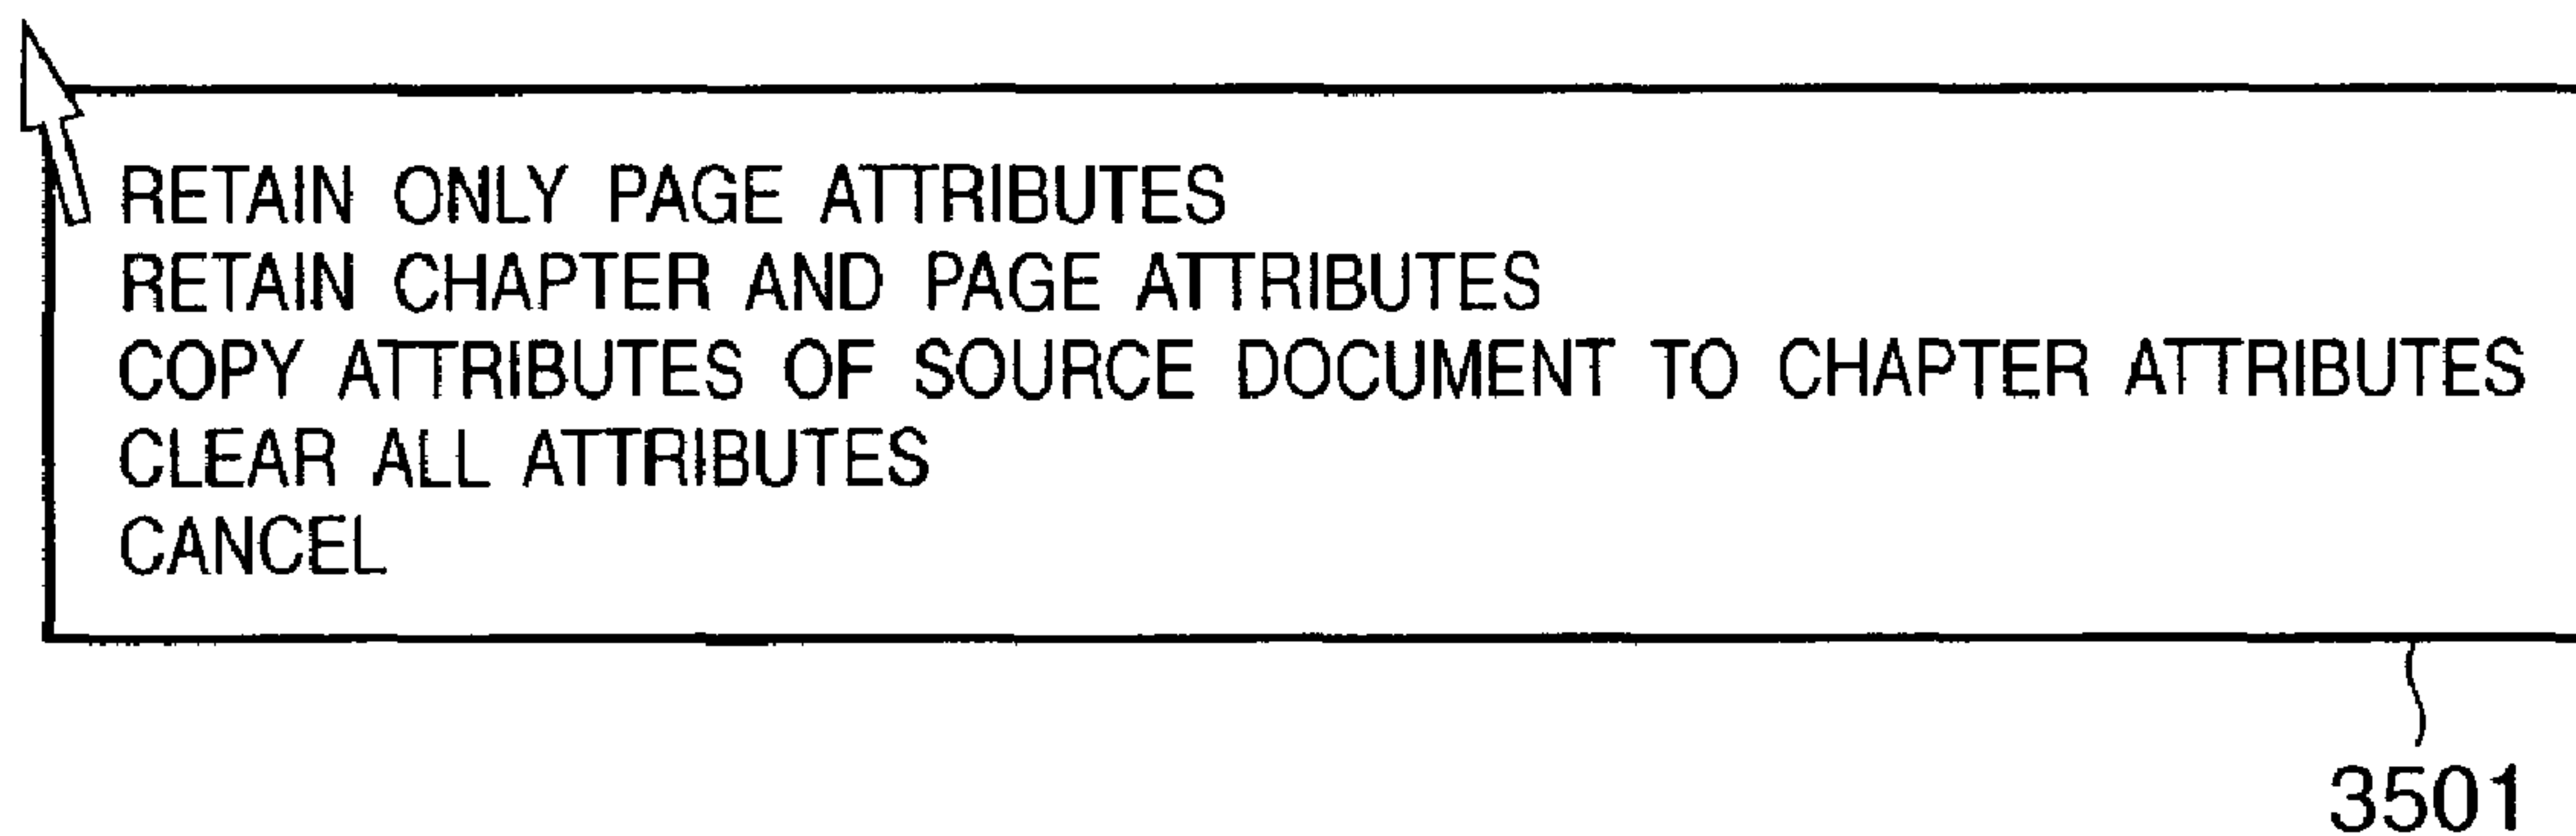 RETAIN ONLY PAGE ATTRIBUTES
RETAIN CHAPTER AND PAGE ATTRIBUTES
COPY ATTRIBUTES OF SOURCE DOCUMENT TO CHAPTER ATTRIBUTES
CLEAR ALL ATTRIBUTES
CANCEL
3501